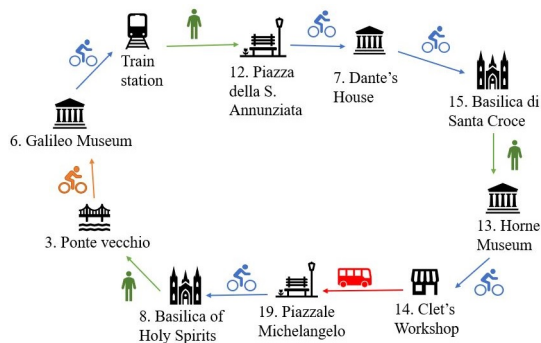 Train
station
12. Piazza
della S.
Annunziata
7. Dante's
House
15. Basilica di
Santa Croce
6. Galileo Museum
13. Horne
Museum
3. Ponte vecchio
14. Clet's
Workshop
19. Piazzale
Michelangelo
8. Basilica of
Holy Spirits